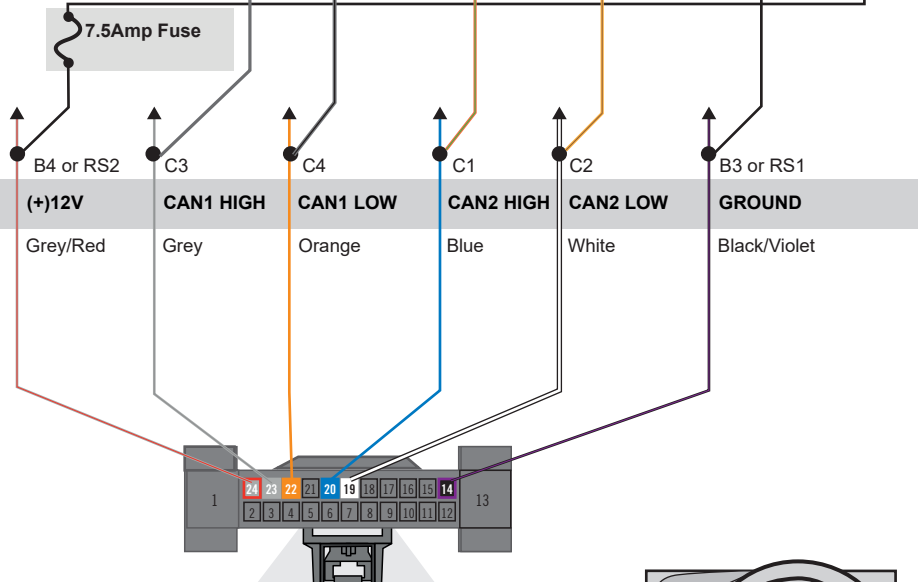 7.5Amp Fuse
B4 or RS2 C3 C4 C1 C2 B3 or RS1
(+)12V CAN1 HIGH CAN1 LOW CAN2 HIGH CAN2 LOW GROUND
Grey/Red Grey Orange Blue White Black/Violet
1 24 23 22 21 20 19 18 17 16 15 14 13
2 3 4 5 6 7 8 9 10 11 12